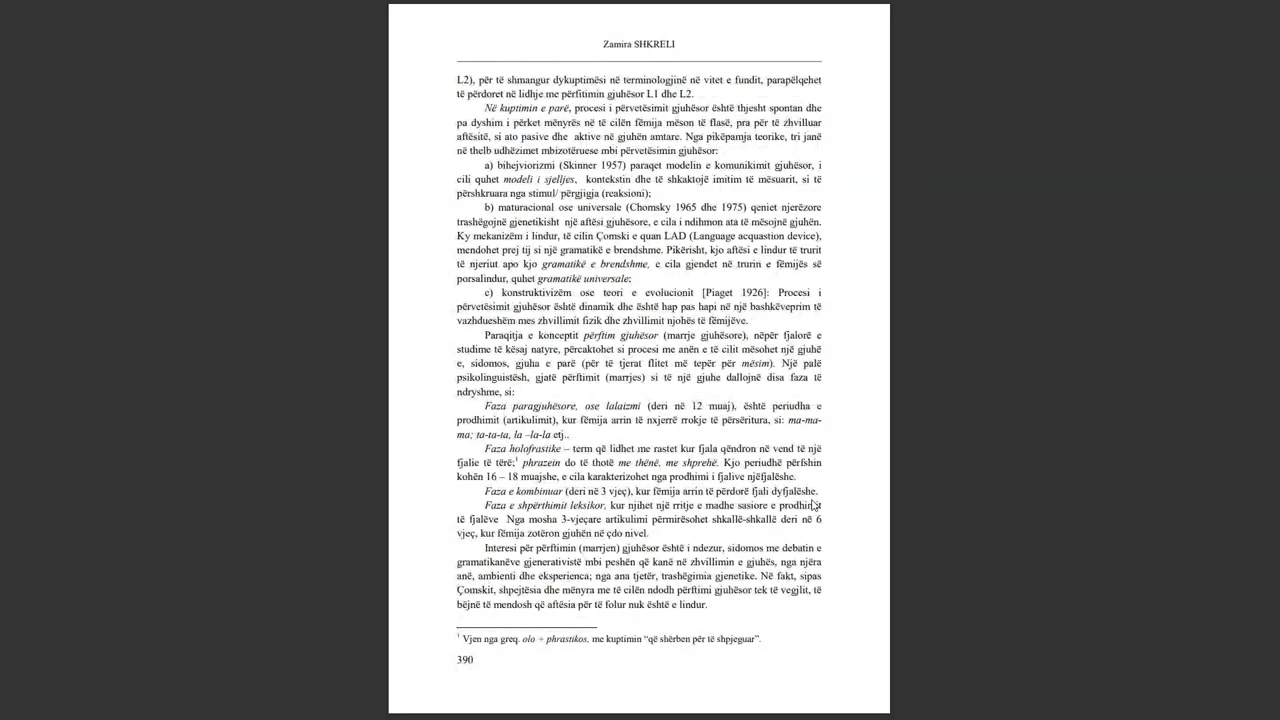 Zamira SHKRELI
L2), për të shmangur dykuptimësi në terminologjinë në vitet e fundit, parapëlqehet
të përdoret në lidhje me përfitimin gjuhësor L1 dhe L2.
Në kuptimin e parë, procesi i përvetësimit gjuhësor është thjesht spontan dhe
pa dyshim i përket mënyrës në të cilën fëmija mëson të flasë, pra për të zhvilluar
aftësitë, si ato pasive dhe aktive në gjuhën amtare. Nga pikëpamja teorike, tri janë
në thelb udhëzimet mbizotëruese mbi përvetësimin gjuhësor:
a) bihejviorizmi (Skinner 1957) paraqet modelin e komunikimit gjuhësor, i
cili quhet modeli i sjelljes, kontekstin dhe të shkaktojë imitim të mësuarit, si të
përshkruara nga stimul/ përgjigja (reaksioni);
b) maturacional ose universale (Chomsky 1965 dhe 1975) qeniet njerëzore
trashëgojnë gjenetikisht një aftësi gjuhësore, e cila i ndihmon ata të mësojnë gjuhën.
Ky mekanizëm i lindur, të cilin Çomski e quan LAD (Language acquastion device),
mendohet prej tij si një gramatikë e brendshme. Pikërisht, kjo aftësi e lindur të trurit
të njeriut apo kjo gramatikë e brendshme, e cila gjendet në trurin e fëmijës së
porsalindur, quhet gramatikë universale;
c) konstruktivizëm ose teori e evolucionit [Piaget 1926]: Procesi i
përvetësimit gjuhësor është dinamik dhe është hap pas hapi në një bashkëveprim të
vazhdueshëm mes zhvillimit fizik dhe zhvillimit njohës të fëmijëve.
Paraqitja e konceptit përftim gjuhësor (marrje gjuhësore), nëpër fjalorë e
studime të kësaj natyre, përcaktohet si procesi me anën e të cilit mësohet një gjuhë
e, sidomos, gjuha e parë (për të tjerat flitet më tepër për mësim). Një palë
psikolinguistësh, gjatë përftimit (marrjes) si të një gjuhe dallojnë disa faza të
ndryshme, si:
Faza paragjuhësore, ose lalaizmi (deri në 12 muaj), është periudha e
prodhimit (artikulimit), kur fëmija arrin të nxjerrë rrokje të përsëritura, si: ma-ma-
ma; ta-ta-ta, la –la-la etj..
Faza holofrastike – term që lidhet me rastet kur fjala qëndron në vend të një
fjalie të tërë;1 phrazein do të thotë me thënë, me shprehë. Kjo periudhë përfshin
kohën 16 – 18 muajshe, e cila karakterizohet nga prodhimi i fjalive njëfjalëshe.
Faza e kombinuar (deri në 3 vjeç), kur fëmija arrin të përdorë fjali dyfjalëshe.
Faza e shpërthimit leksikor, kur njihet një rritje e madhe sasiore e prodhimit
të fjalëve Nga mosha 3-vjeçare artikulimi përmirësohet shkallë-shkallë deri në 6
vjeç, kur fëmija zotëron gjuhën në çdo nivel.
Interesi për përftimin (marrjen) gjuhësor është i ndezur, sidomos me debatin e
gramatikanëve gjenerativistë mbi peshën që kanë në zhvillimin e gjuhës, nga njëra
anë, ambienti dhe eksperienca; nga ana tjetër, trashëgimia gjenetike. Në fakt, sipas
Çomskit, shpejtësia dhe mënyra me të cilën ndodh përftimi gjuhësor tek të vegjlit, të
bëjnë të mendosh që aftësia për të folur nuk është e lindur.
1 Vjen nga greq. olo + phrastikos, me kuptimin “që shërben për të shpjeguar”.
390